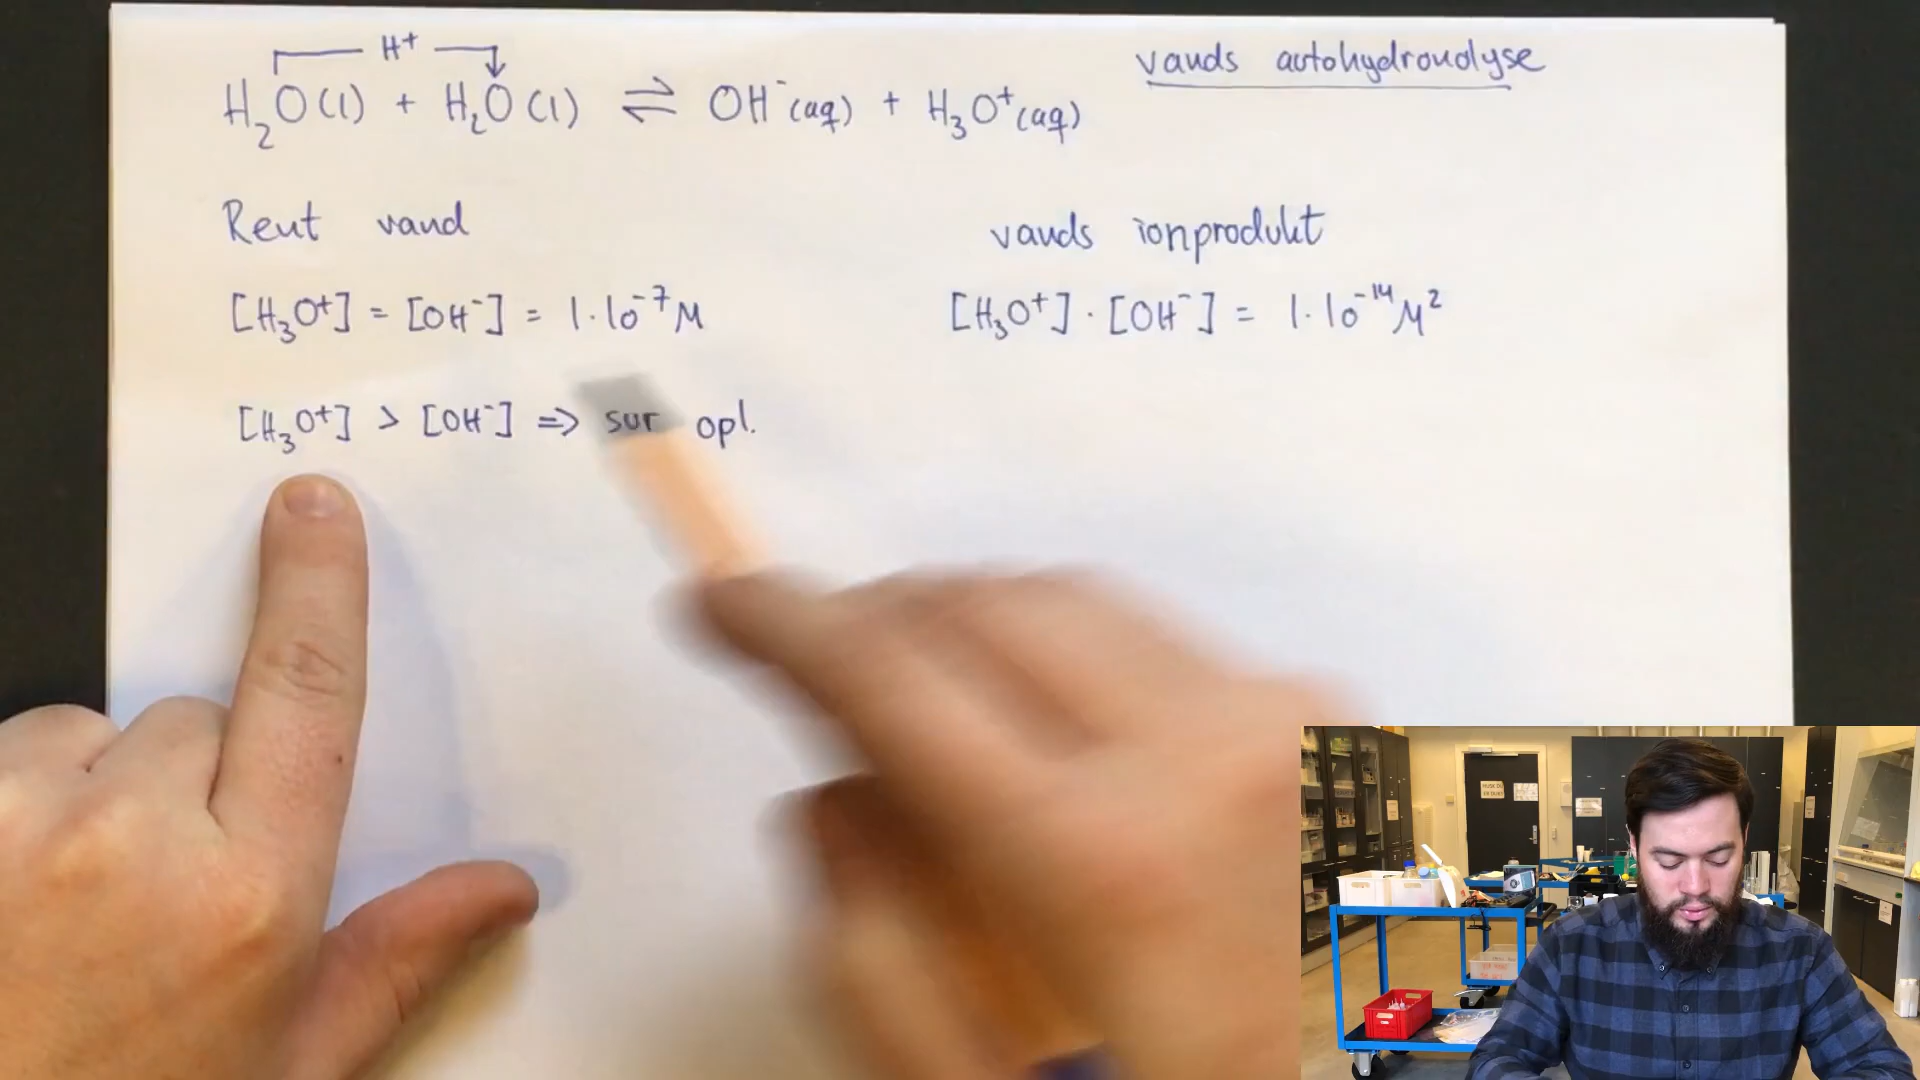 H⁺
H₂O(l) + H₂O(l) ⇌ OH⁻(aq) + H₃O⁺(aq)
vands autohydronolyse
Rent vand
[H₃O⁺] = [OH⁻] = 1·10⁻⁷M
vands ionprodukt
[H₃O⁺]·[OH⁻] = 1·10⁻¹⁴M²
[H₃O⁺] > [OH⁻] => sur opl.